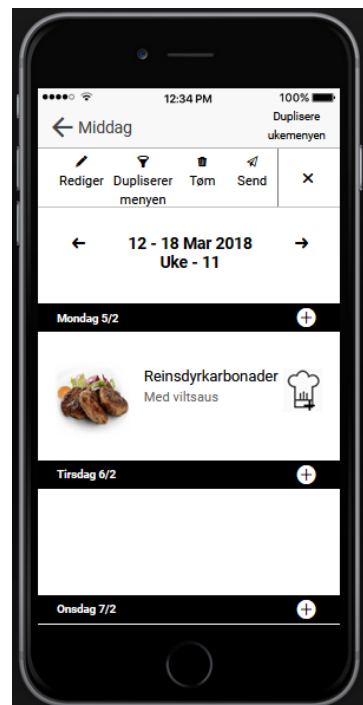 12:34 PM
100%
Middag
Duplisere
ukemenyen
Rediger
Dupliserer
menyen
Tøm
Send
12 - 18 Mar 2018
Uke - 11
Mondag 5/2
Reinsdyrkarbonader
Med viltsaus
Tirsdag 6/2
Onsdag 7/2